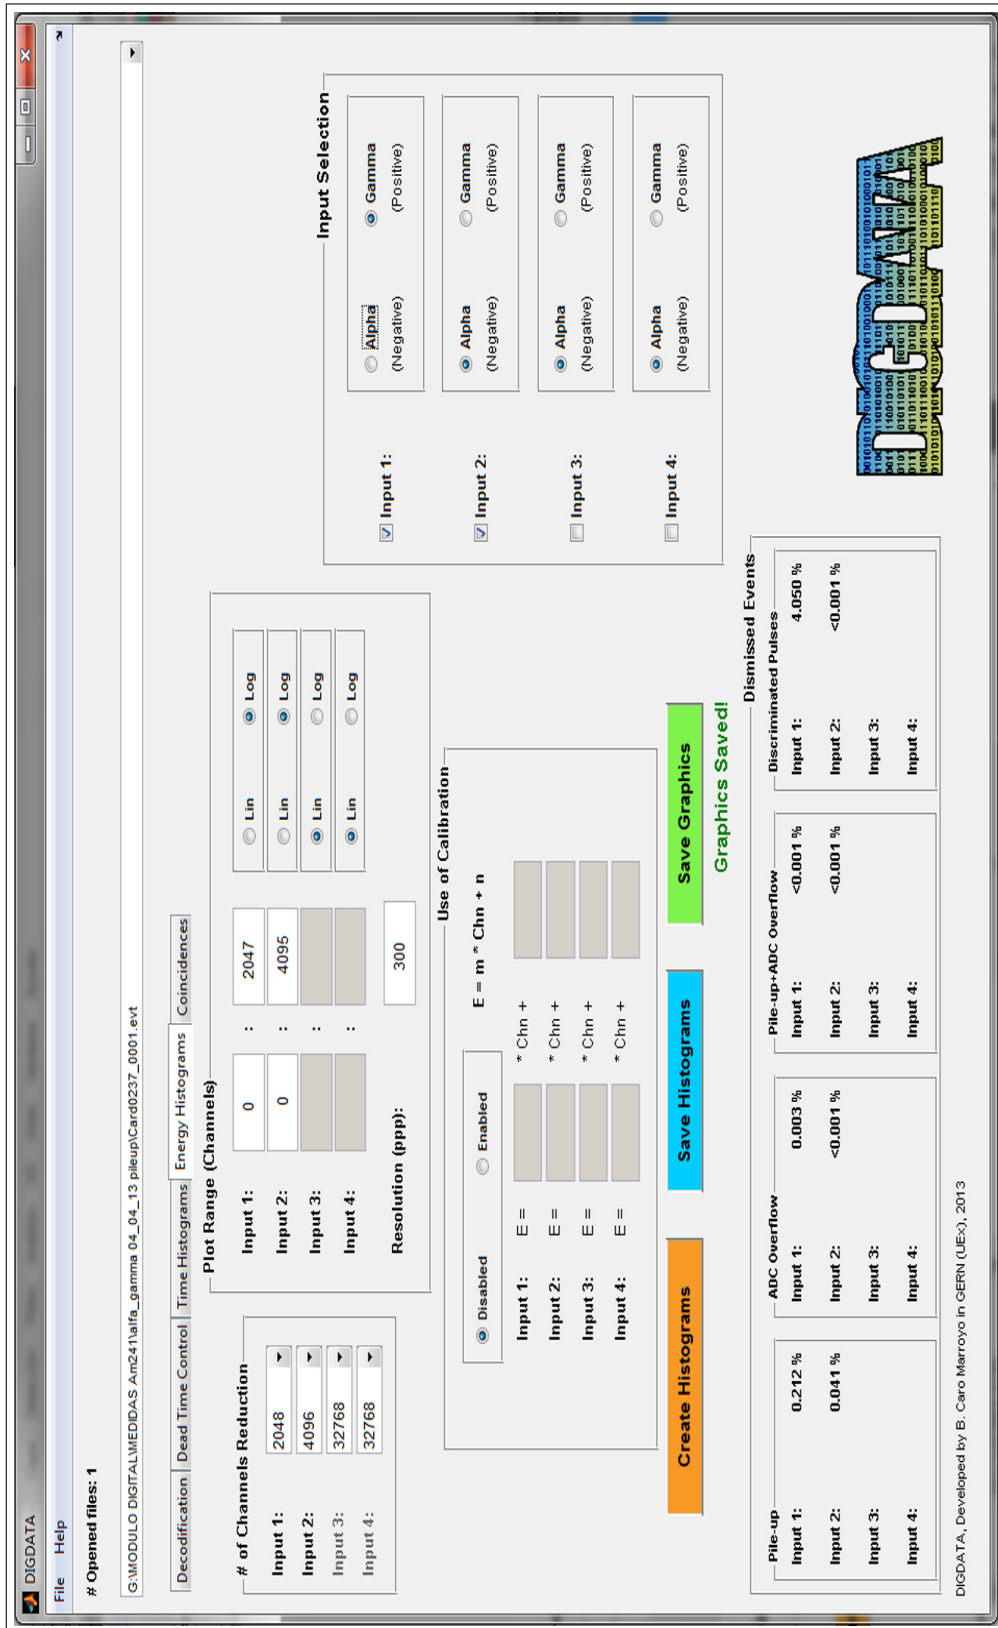 DIGDATA
File Help
# Opened files: 1
G:\MODULO DIGITAL\MEDIDAS Am241\alfa_gamma 04_04_13 pileup\Card0237_0001.evt
Decodification Dead Time Control Time Histograms Energy Histograms Coincidences
# of Channels Reduction
Input 1: 2048
Input 2: 4096
Input 3: 32768
Input 4: 32768
Plot Range (Channels)
Input 1: 0 : 2047 Lin Log
Input 2: 0 : 4095 Lin Log
Input 3: : Lin Log
Input 4: : Lin Log
Resolution (ppp): 300
Input Selection
Input 1: Alpha (Negative) Gamma (Positive)
Input 2: Alpha (Negative) Gamma (Positive)
Input 3: Alpha (Negative) Gamma (Positive)
Input 4: Alpha (Negative) Gamma (Positive)
Use of Calibration
Disabled Enabled E = m * Chn + n
Input 1: E = * Chn +
Input 2: E = * Chn +
Input 3: E = * Chn +
Input 4: E = * Chn +
Create Histograms Save Histograms Save Graphics
Graphics Saved!
Dismissed Events
Pile-up
Input 1: 0.212 %
Input 2: 0.041 %
Input 3:
Input 4:
ADC Overflow
Input 1: 0.003 %
Input 2: <0.001 %
Input 3:
Input 4:
Pile-up+ADC Overflow
Input 1: <0.001 %
Input 2: <0.001 %
Input 3:
Input 4:
Discriminated Pulses
Input 1: 4.050 %
Input 2: <0.001 %
Input 3:
Input 4:
DIGDATA
DIGDATA, Developed by B. Caro Marroyo in GERN (UEx), 2013